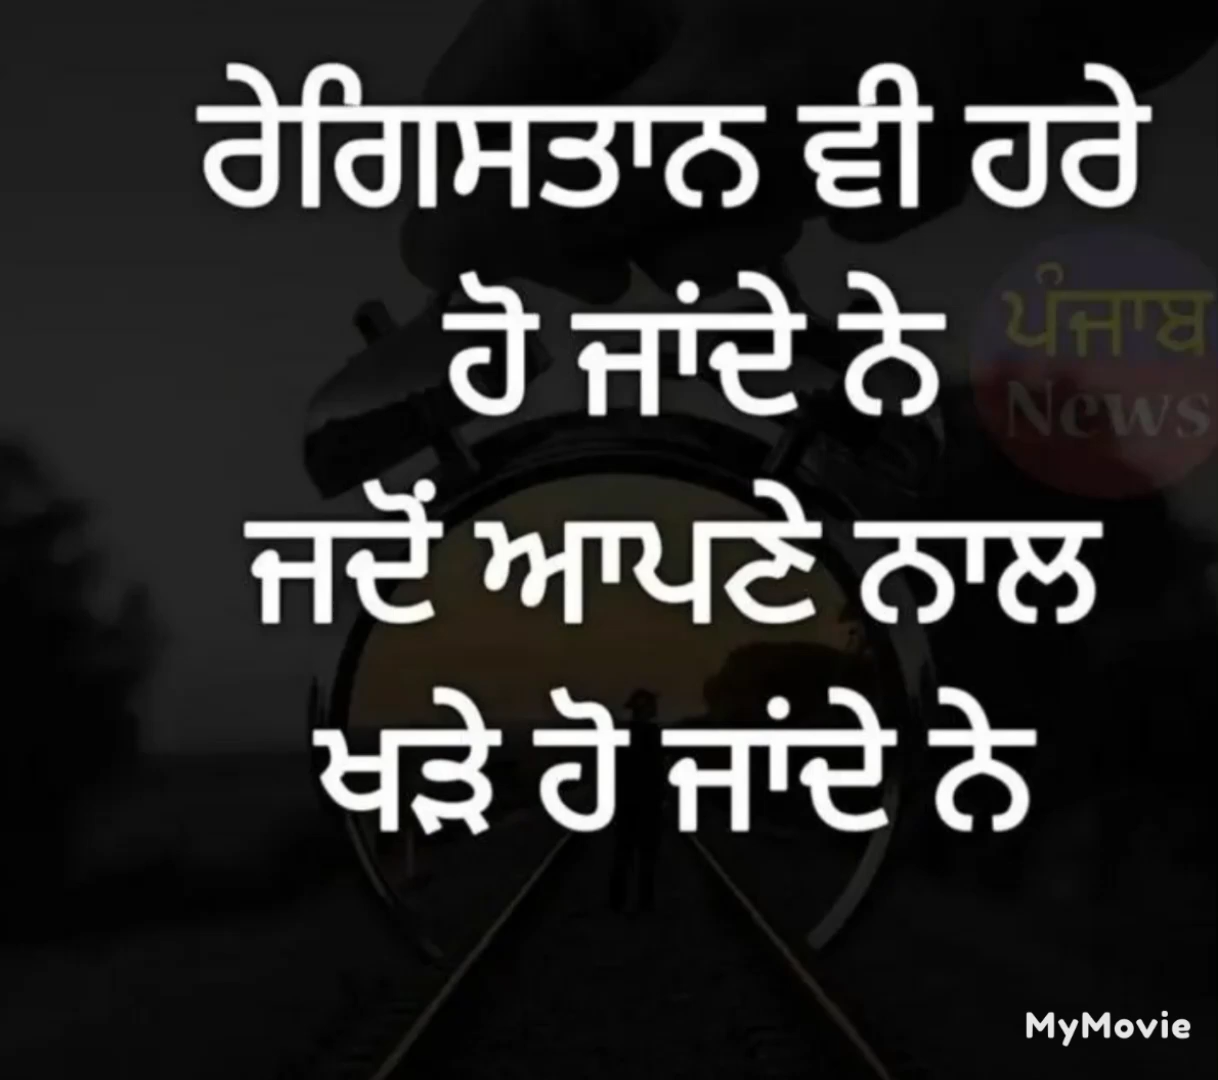 ਰੇਗਿਸਤਾਨ ਵੀ ਹਰੇ
ਹੋ ਜਾਂਦੇ ਨੇ
ਪੰਜਾਬ
News
ਜਦੋਂ ਆਪਣੇ ਨਾਲ
ਖੜੇ ਹੋ ਜਾਂਦੇ ਨੇ
MyMovie